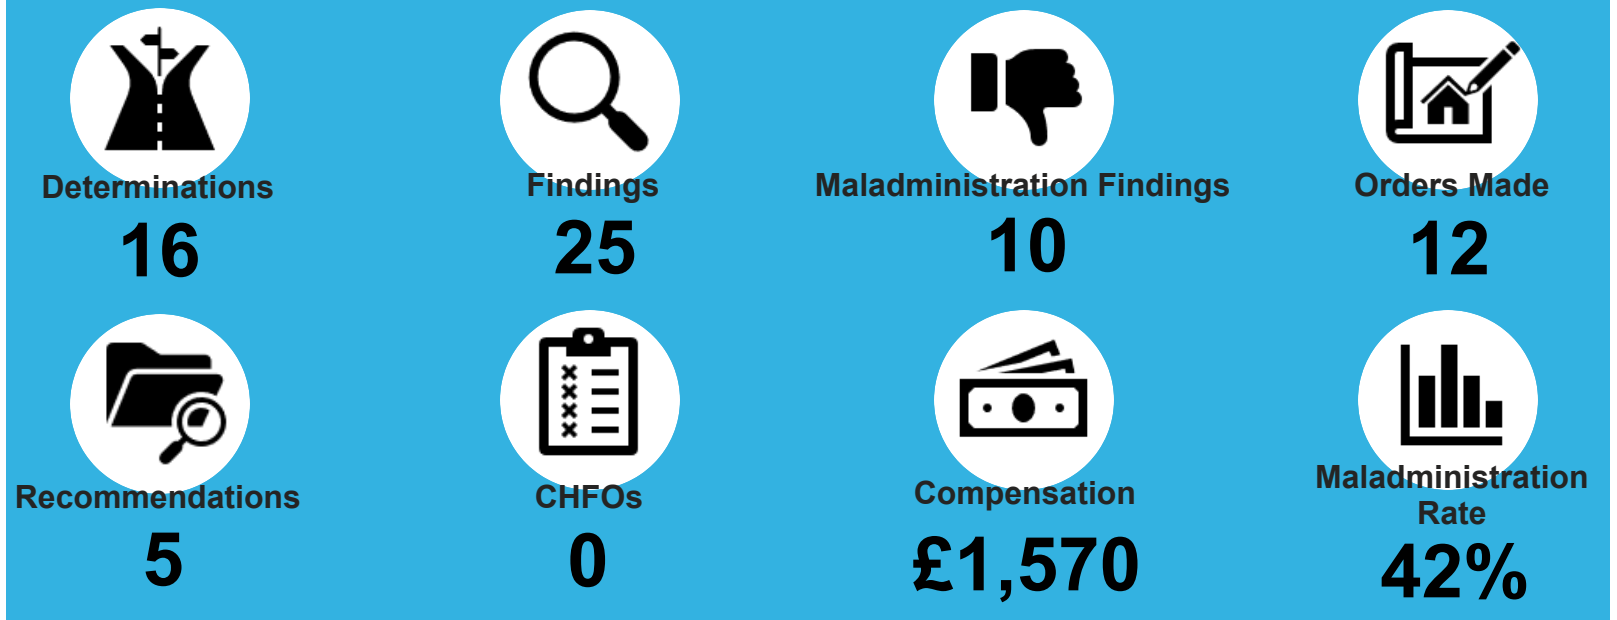 Determinations
16
Findings
25
Maladministration Findings
10
Orders Made
12
Recommendations
5
CHFOs
0
Compensation
£1,570
Maladministration
Rate
42%